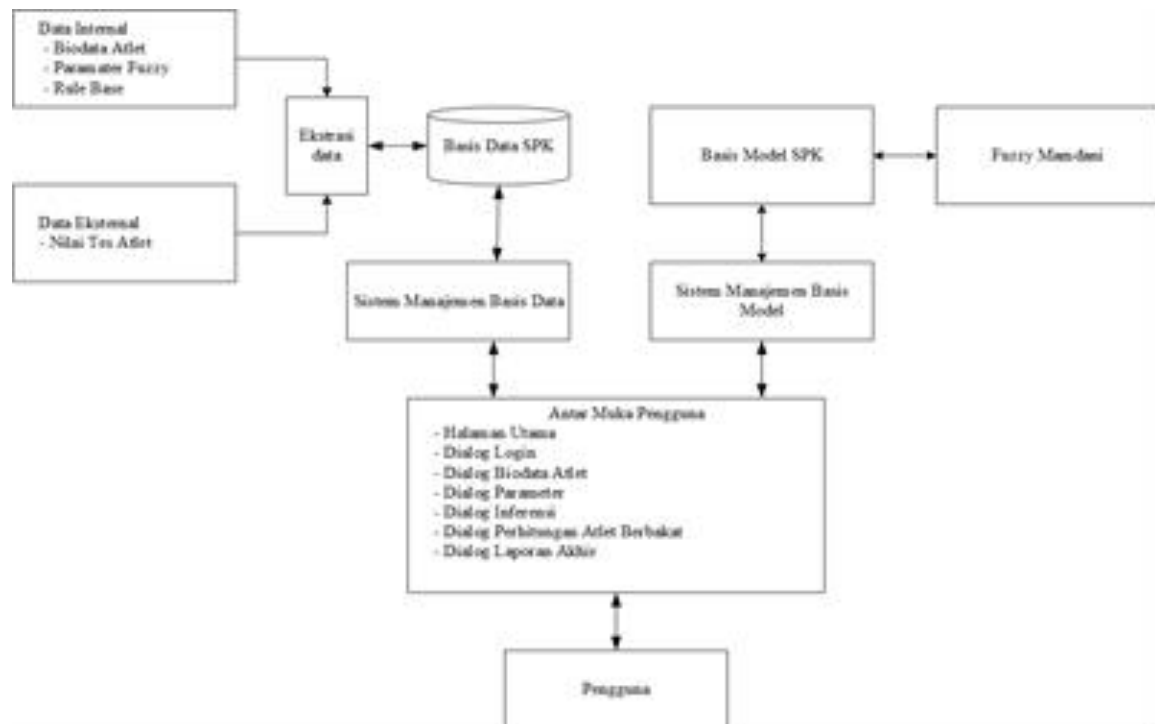 Data Internal
- Biodata Atlet
- Paramater Fuzzy
- Rule Base
Ekstrasi
data
Basis Data SPK
Basis Model SPK
Fuzzy Mamdani
Data Eksternal
- Nilai Tes Atlet
Sistem Manajemen Basis Data
Sistem Manajemen Basis
Model
Antar Muka Pengguna
- Halaman Utama
- Dialog Login
- Dialog Biodata Atlet
- Dialog Parameter
- Dialog Inferensi
- Dialog Perhitungan Atlet Berbakat
- Dialog Laporan Akhir
Pengguna